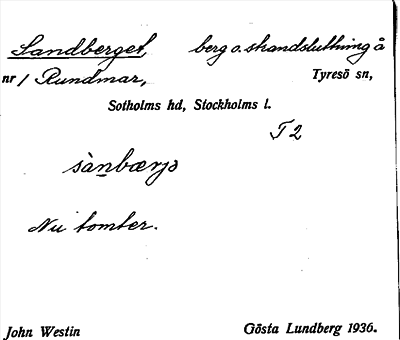 Sandberget, berg o. strandsluttning å
nr 1 Rundmar, Tyresö sn,
Sotholms hd, Stockholms l.
T 2
sànbærjə
Nu tomter.
John Westin Gösta Lundberg 1936.